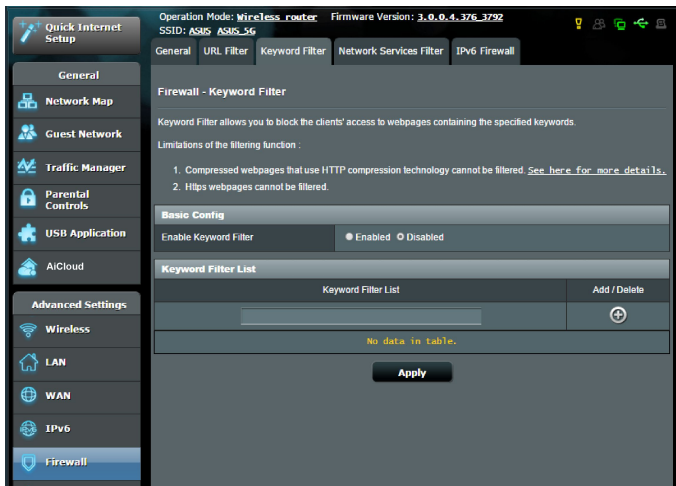 Quick Internet
Setup
Operation Mode: Wireless router Firmware Version: 3.0.0.4.376_3792
SSID: ASUS ASUS_5G
General URL Filter Keyword Filter Network Services Filter IPv6 Firewall
General
Network Map
Guest Network
Traffic Manager
Parental
Controls
USB Application
AiCloud
Advanced Settings
Wireless
LAN
WAN
IPv6
Firewall
Firewall - Keyword Filter
Keyword Filter allows you to block the clients' access to webpages containing the specified keywords.
Limitations of the filtering function :
1. Compressed webpages that use HTTP compression technology cannot be filtered. See here for more details.
2. Https webpages cannot be filtered.
Basic Config
Enable Keyword Filter Enabled Disabled
Keyword Filter List
Keyword Filter List Add / Delete
No data in table.
Apply